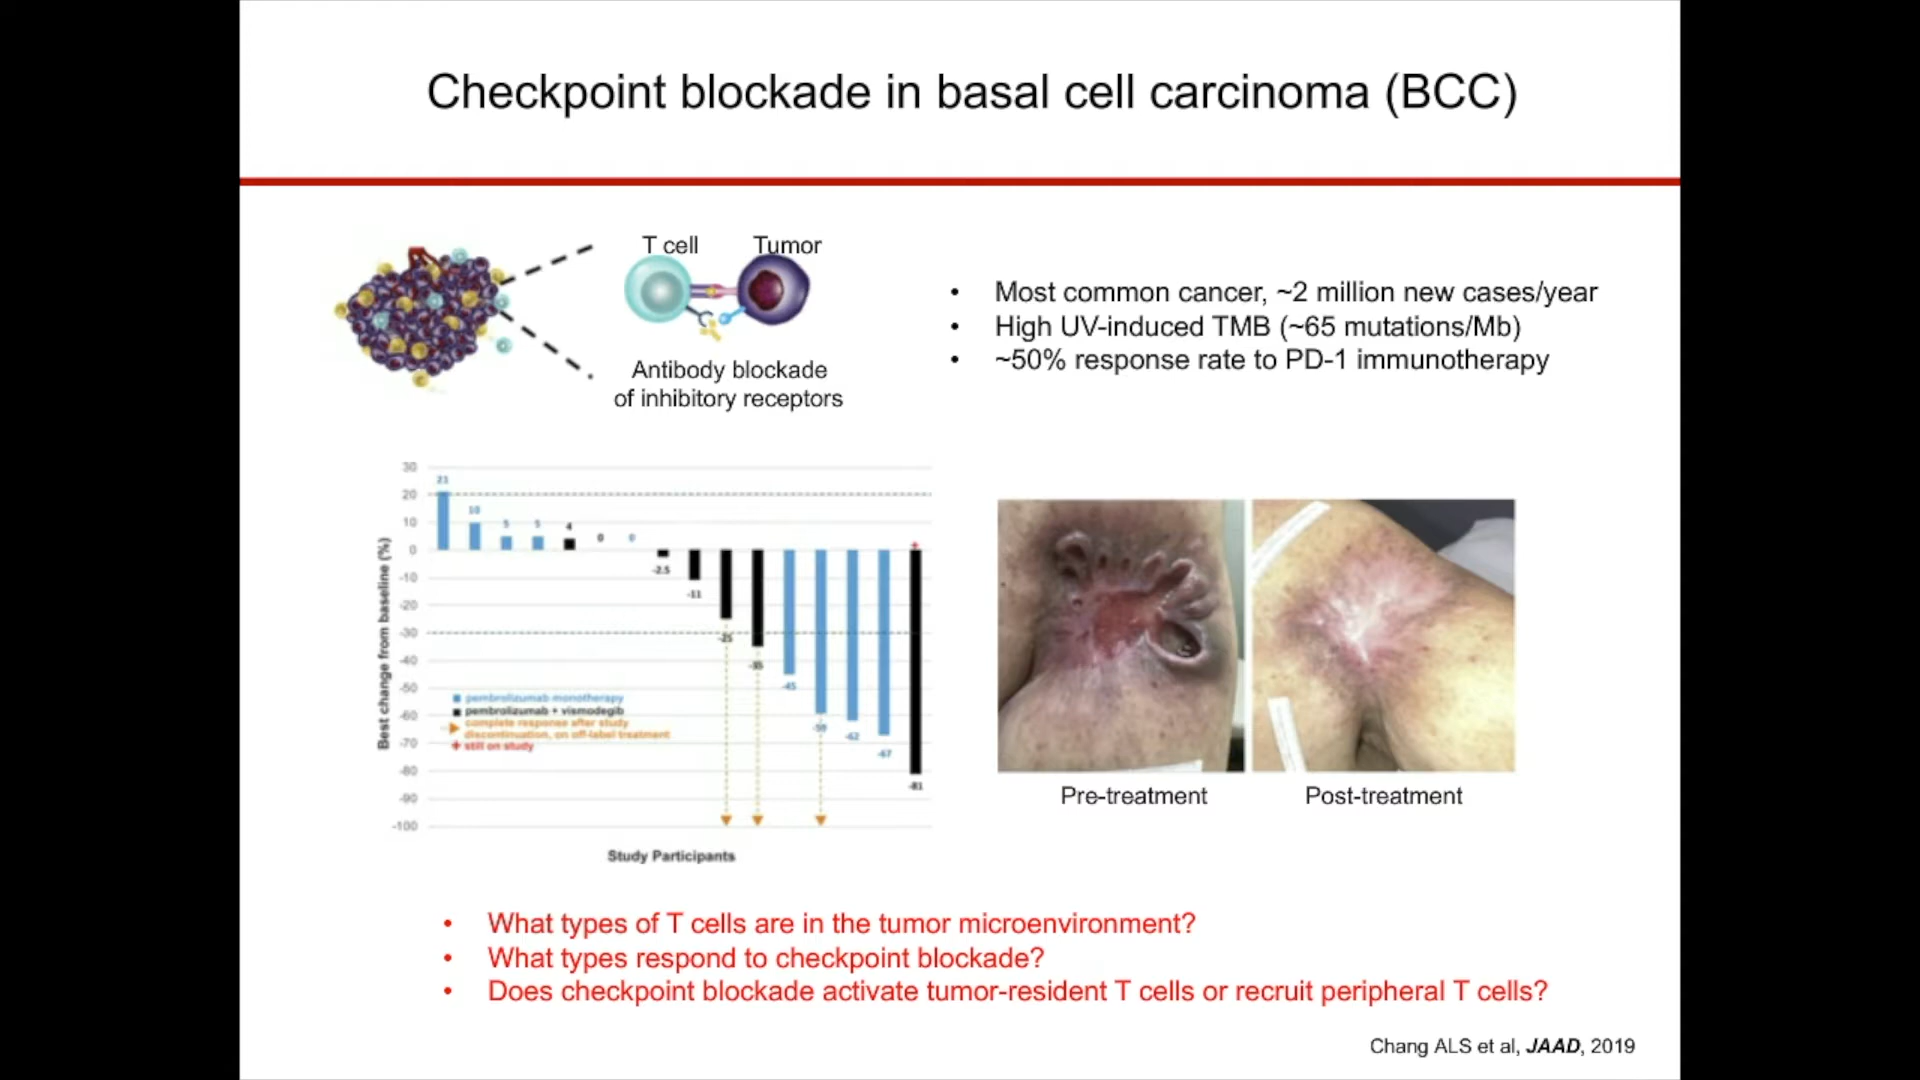 Checkpoint blockade in basal cell carcinoma (BCC)
T cell
Tumor
Antibody blockade
of inhibitory receptors
• Most common cancer, ~2 million new cases/year
• High UV-induced TMB (~65 mutations/Mb)
• ~50% response rate to PD-1 immunotherapy
Best change from baseline (%)
30
20
10
0
-10
-20
-30
-40
-50
-60
-70
-80
-90
-100
21
10
5
5
4
0
0
-2.5
-11
-25
-35
-45
-59
-62
-67
-81
pembrolizumab monotherapy
pembrolizumab + vismodegib
complete response after study
discontinuation, on off-label treatment
+ still on study
Study Participants
Pre-treatment
Post-treatment
• What types of T cells are in the tumor microenvironment?
• What types respond to checkpoint blockade?
• Does checkpoint blockade activate tumor-resident T cells or recruit peripheral T cells?
Chang ALS et al, JAAD, 2019